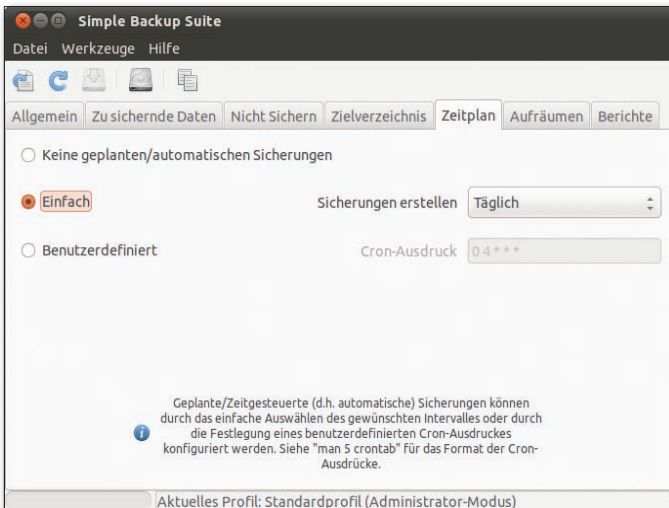 Simple Backup Suite
Datei Werkzeuge Hilfe
Allgemein Zu sichernde Daten Nicht Sichern Zielverzeichnis Zeitplan Aufräumen Berichte
Keine geplanten/automatischen Sicherungen
Einfach Sicherungen erstellen Täglich
Benutzerdefiniert Cron-Ausdruck 0 4 * * *
Geplante/Zeitgesteuerte (d.h. automatische) Sicherungen können
durch das einfache Auswählen des gewünschten Intervalles oder durch
die Festlegung eines benutzerdefinierten Cron-Ausdruckes
konfiguriert werden. Siehe "man 5 crontab" für das Format der Cron-
Ausdrücke.
Aktuelles Profil: Standardprofil (Administrator-Modus)